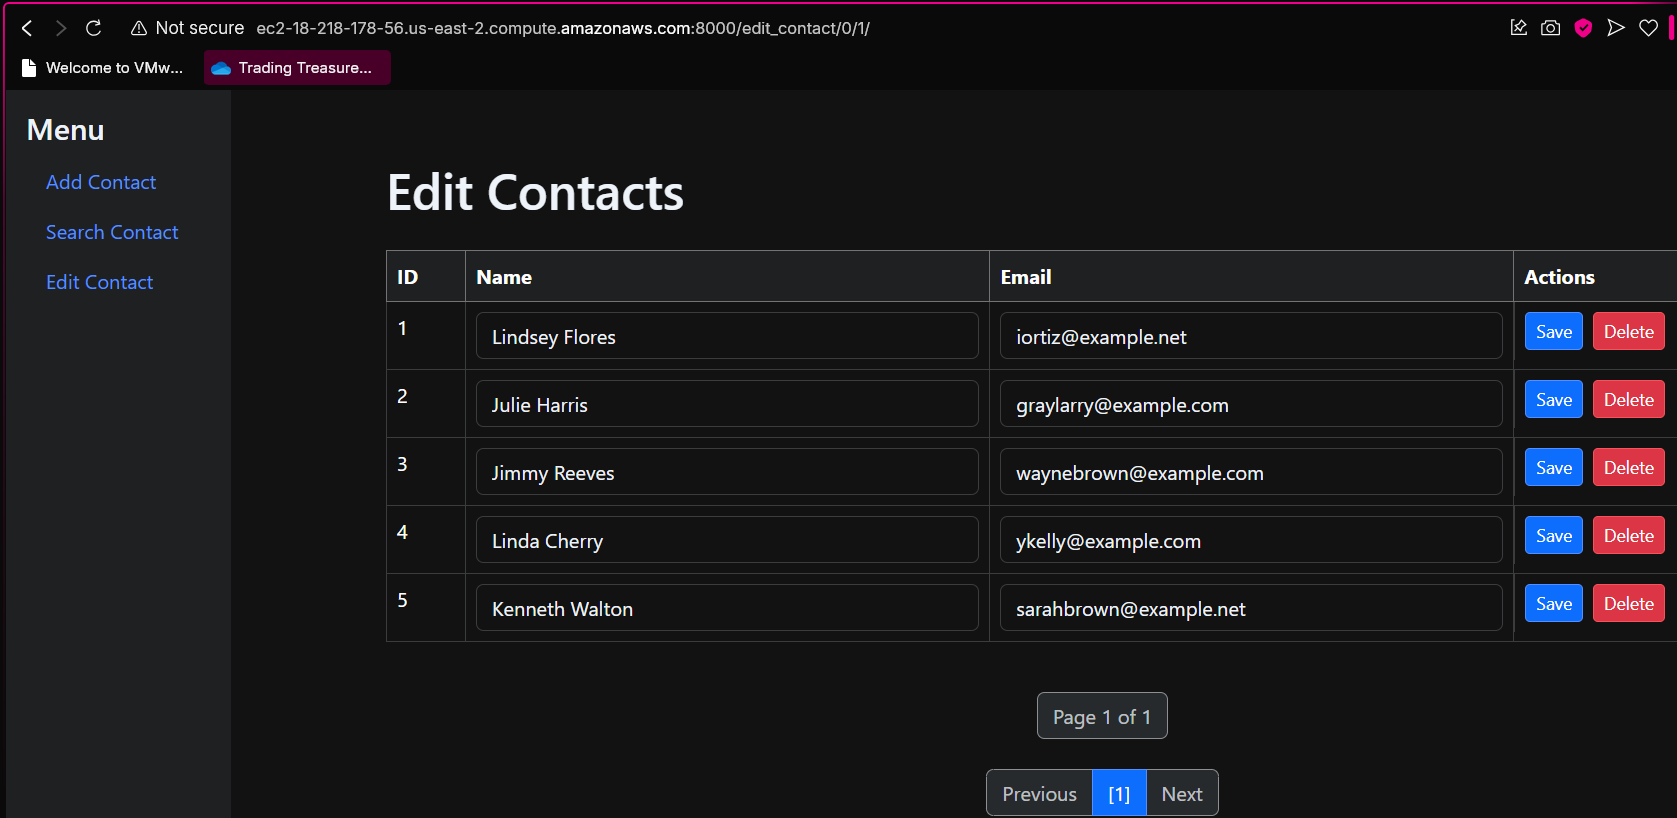 Not secure ec2-18-218-178-56.us-east-2.compute.amazonaws.com:8000/edit_contact/0/1/
Welcome to VMw... Trading Treasure...
Menu
Add Contact
Search Contact
Edit Contact
Edit Contacts
ID Name Email Actions
1 Lindsey Flores iortiz@example.net Save Delete
2 Julie Harris graylarry@example.com Save Delete
3 Jimmy Reeves waynebrown@example.com Save Delete
4 Linda Cherry ykelly@example.com Save Delete
5 Kenneth Walton sarahbrown@example.net Save Delete
Page 1 of 1
Previous [1] Next